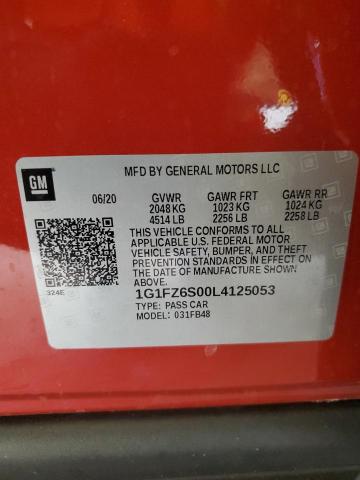 GM
MFD BY GENERAL MOTORS LLC
06/20 GVWR GAWR FRT GAWR RR
2048 KG 1023 KG 1024 KG
4514 LB 2256 LB 2258 LB
THIS VEHICLE CONFORMS TO ALL
APPLICABLE U.S. FEDERAL MOTOR
VEHICLE SAFETY, BUMPER, AND THEFT
PREVENTION STANDARDS IN EFFECT ON
THE DATE OF MANUFACTURE SHOWN
ABOVE.
324E
1G1FZ6S00L4125053
TYPE: PASS CAR
MODEL: 031FB48